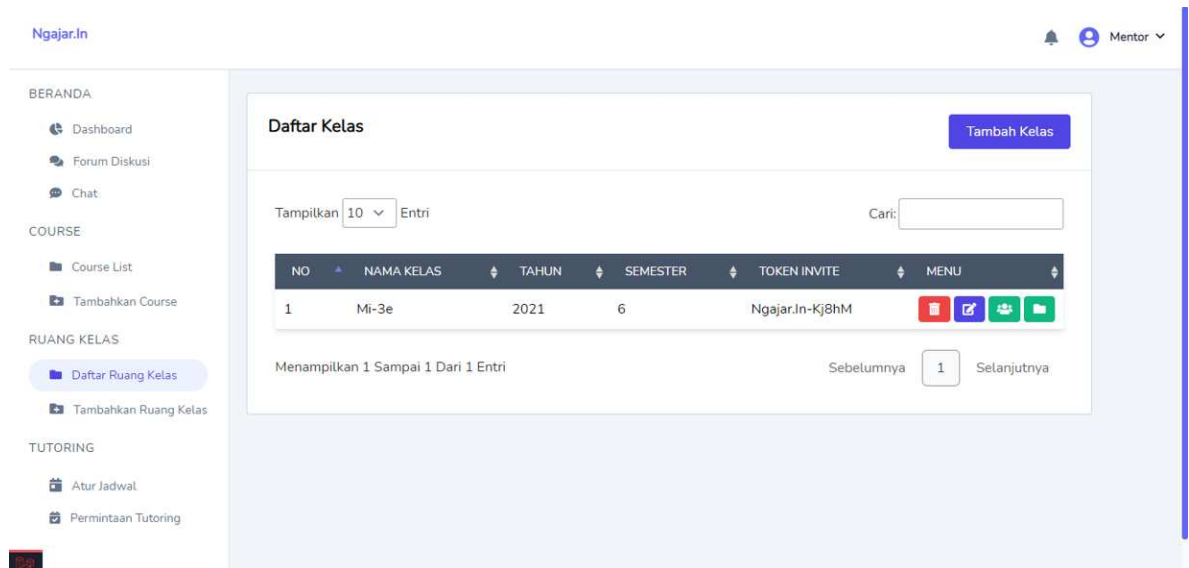 Ngajar.In
Mentor
BERANDA
Dashboard
Forum Diskusi
Chat
COURSE
Course List
Tambahkan Course
RUANG KELAS
Daftar Ruang Kelas
Tambahkan Ruang Kelas
TUTORING
Atur Jadwal
Permintaan Tutoring
Daftar Kelas
Tambah Kelas
Tampilkan 10 Entri
Cari:
NO NAMA KELAS TAHUN SEMESTER TOKEN INVITE MENU
1 Mi-3e 2021 6 Ngajar.In-Kj8hM
Menampilkan 1 Sampai 1 Dari 1 Entri
Sebelumnya 1 Selanjutnya